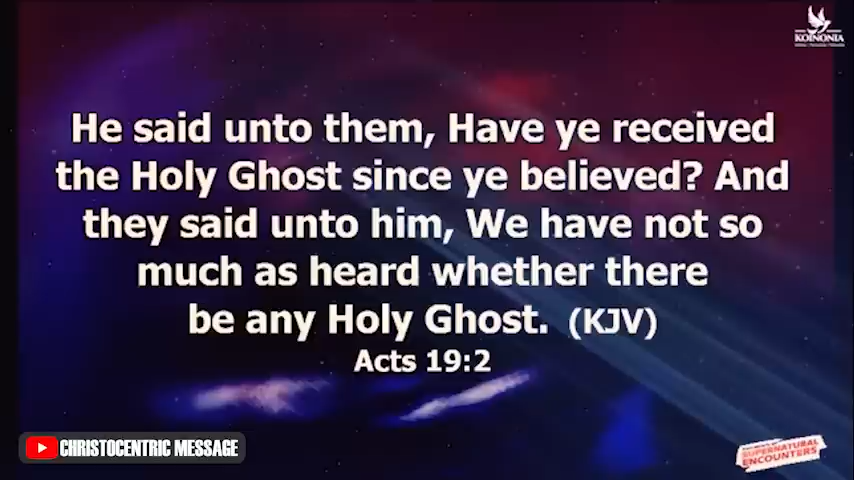 KOINONIA
He said unto them, Have ye received
the Holy Ghost since ye believed? And
they said unto him, We have not so
much as heard whether there
be any Holy Ghost. (KJV)
Acts 19:2
CHRISTOCENTRIC MESSAGE
SUPERNATURAL
ENCOUNTERS